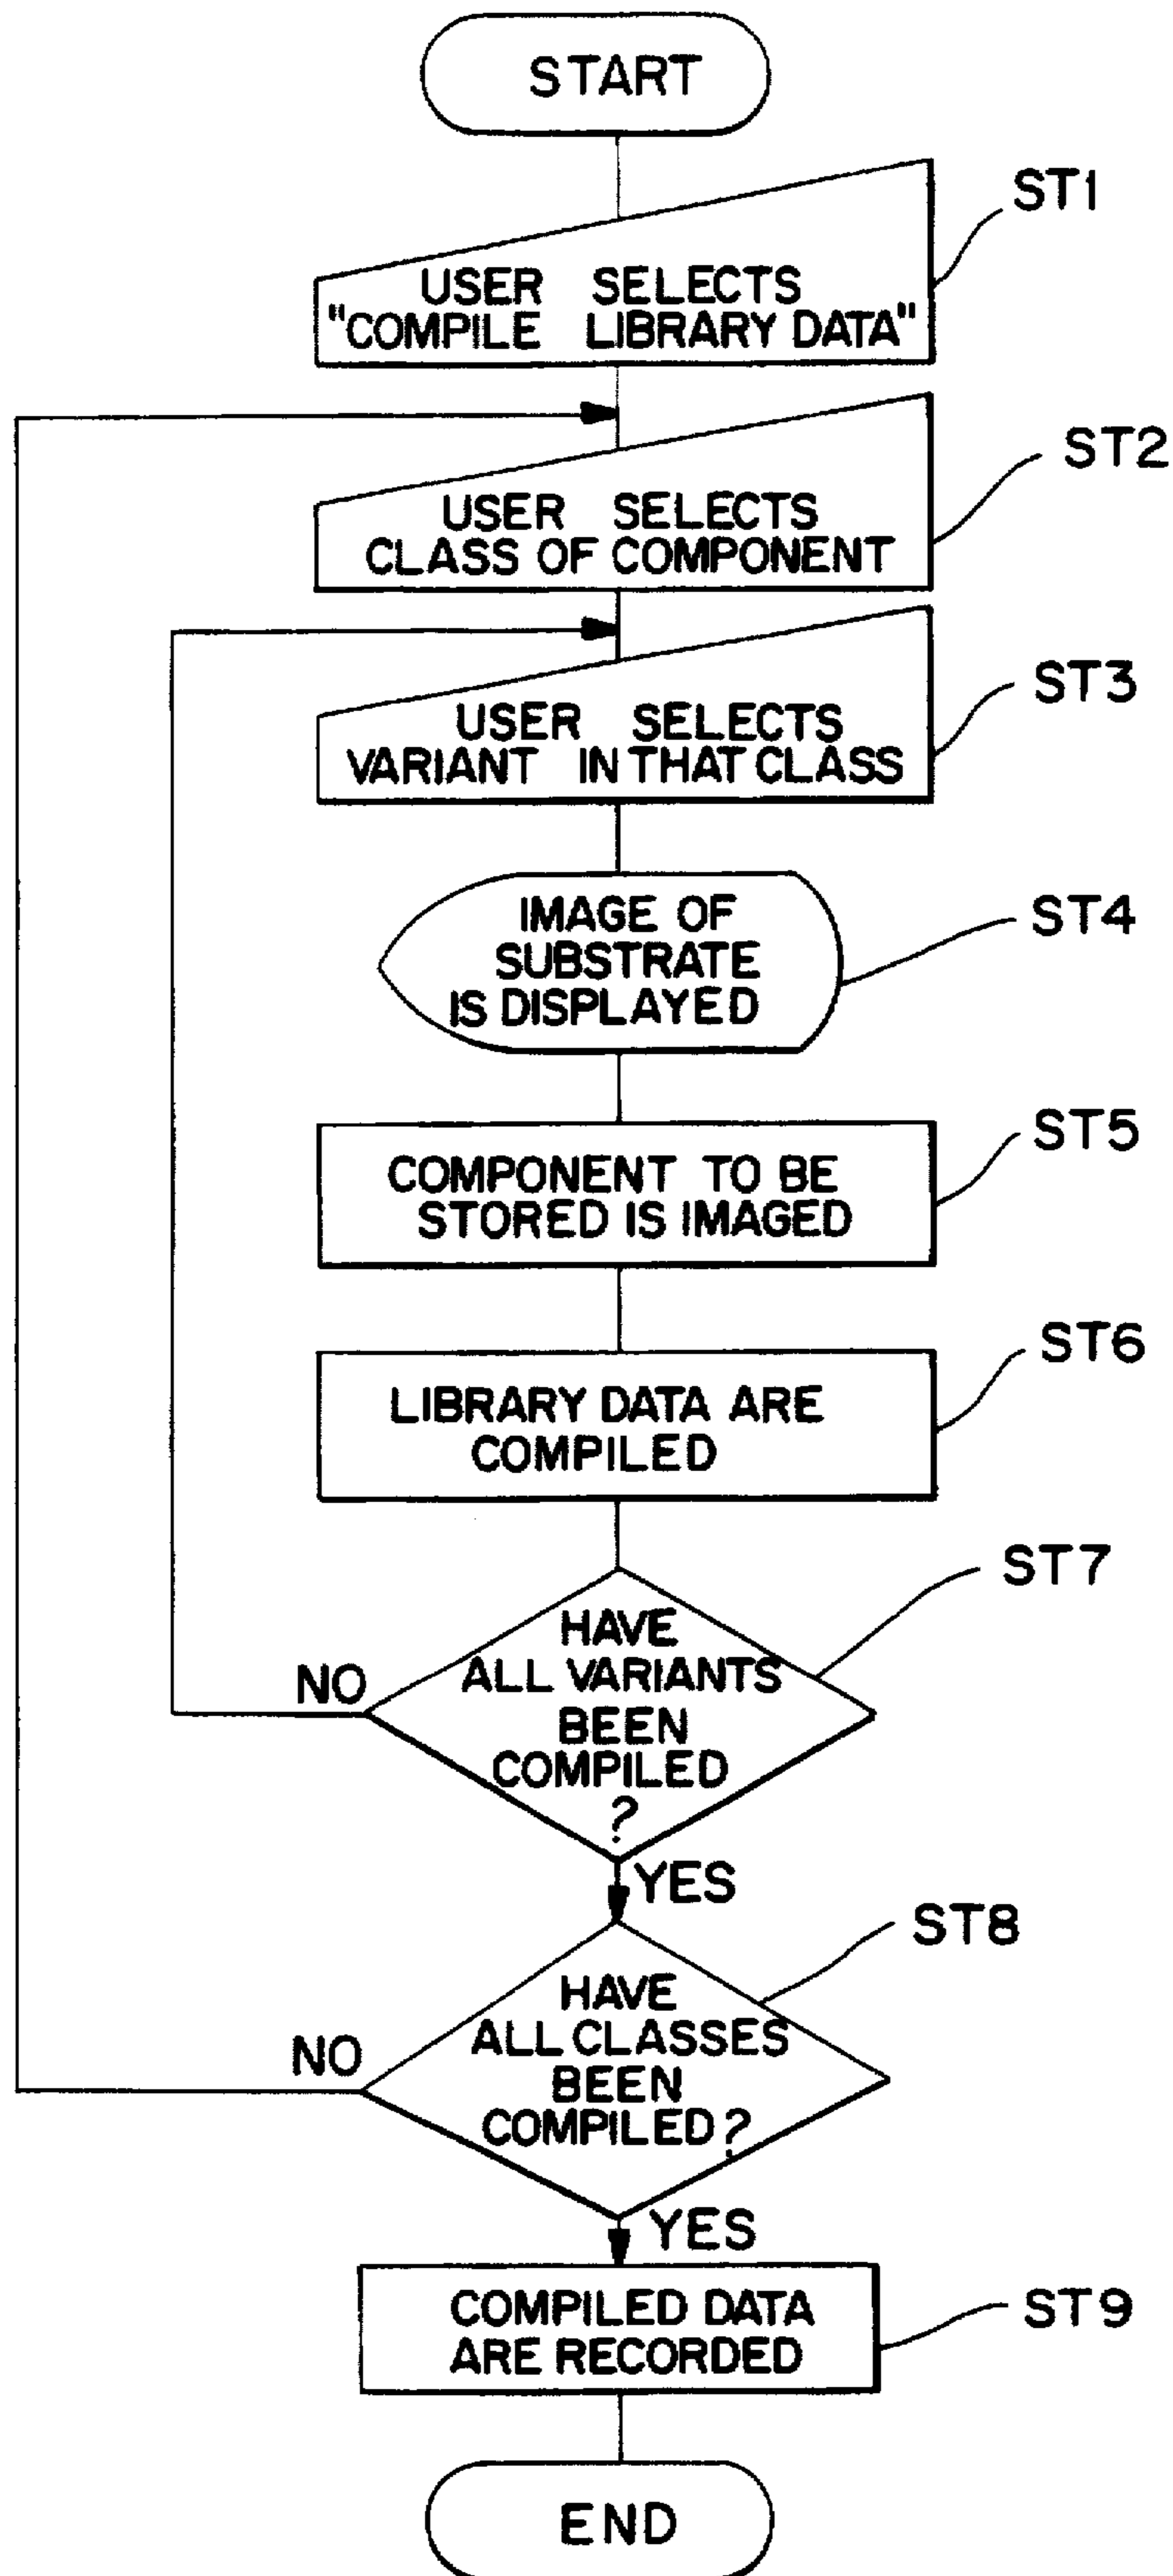 START
ST1
USER SELECTS
"COMPILE LIBRARY DATA"
ST2
USER SELECTS
CLASS OF COMPONENT
ST3
USER SELECTS
VARIANT IN THAT CLASS
ST4
IMAGE OF
SUBSTRATE
IS DISPLAYED
ST5
COMPONENT TO BE
STORED IS IMAGED
ST6
LIBRARY DATA ARE
COMPILED
ST7
HAVE
ALL VARIANTS
BEEN
COMPILED
?
NO
YES
ST8
HAVE
ALL CLASSES
BEEN
COMPILED?
NO
YES
ST9
COMPILED DATA
ARE RECORDED
END